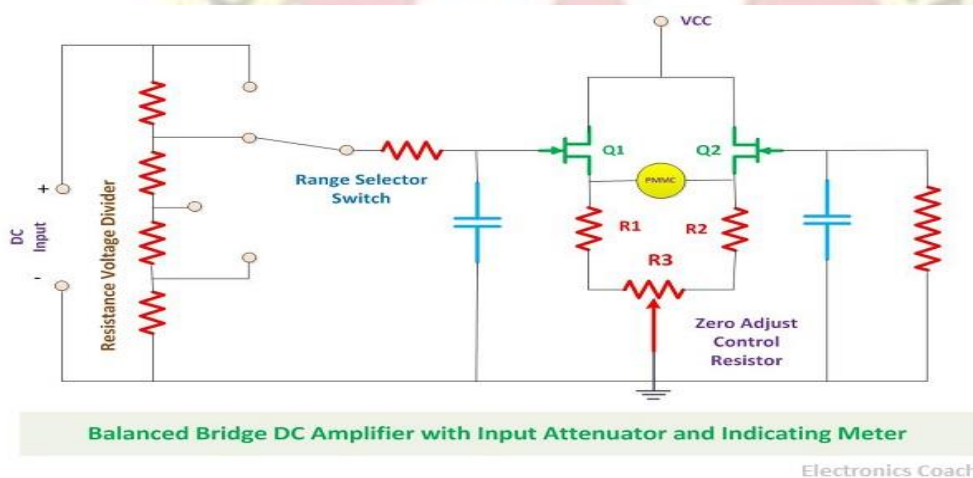 VCC
Q1
Q2
PMMC
Range Selector
Switch
+
DC
Input
-
Resistance Voltage Divider
R1
R2
R3
Zero Adjust
Control
Resistor
Balanced Bridge DC Amplifier with Input Attenuator and Indicating Meter
Electronics Coach